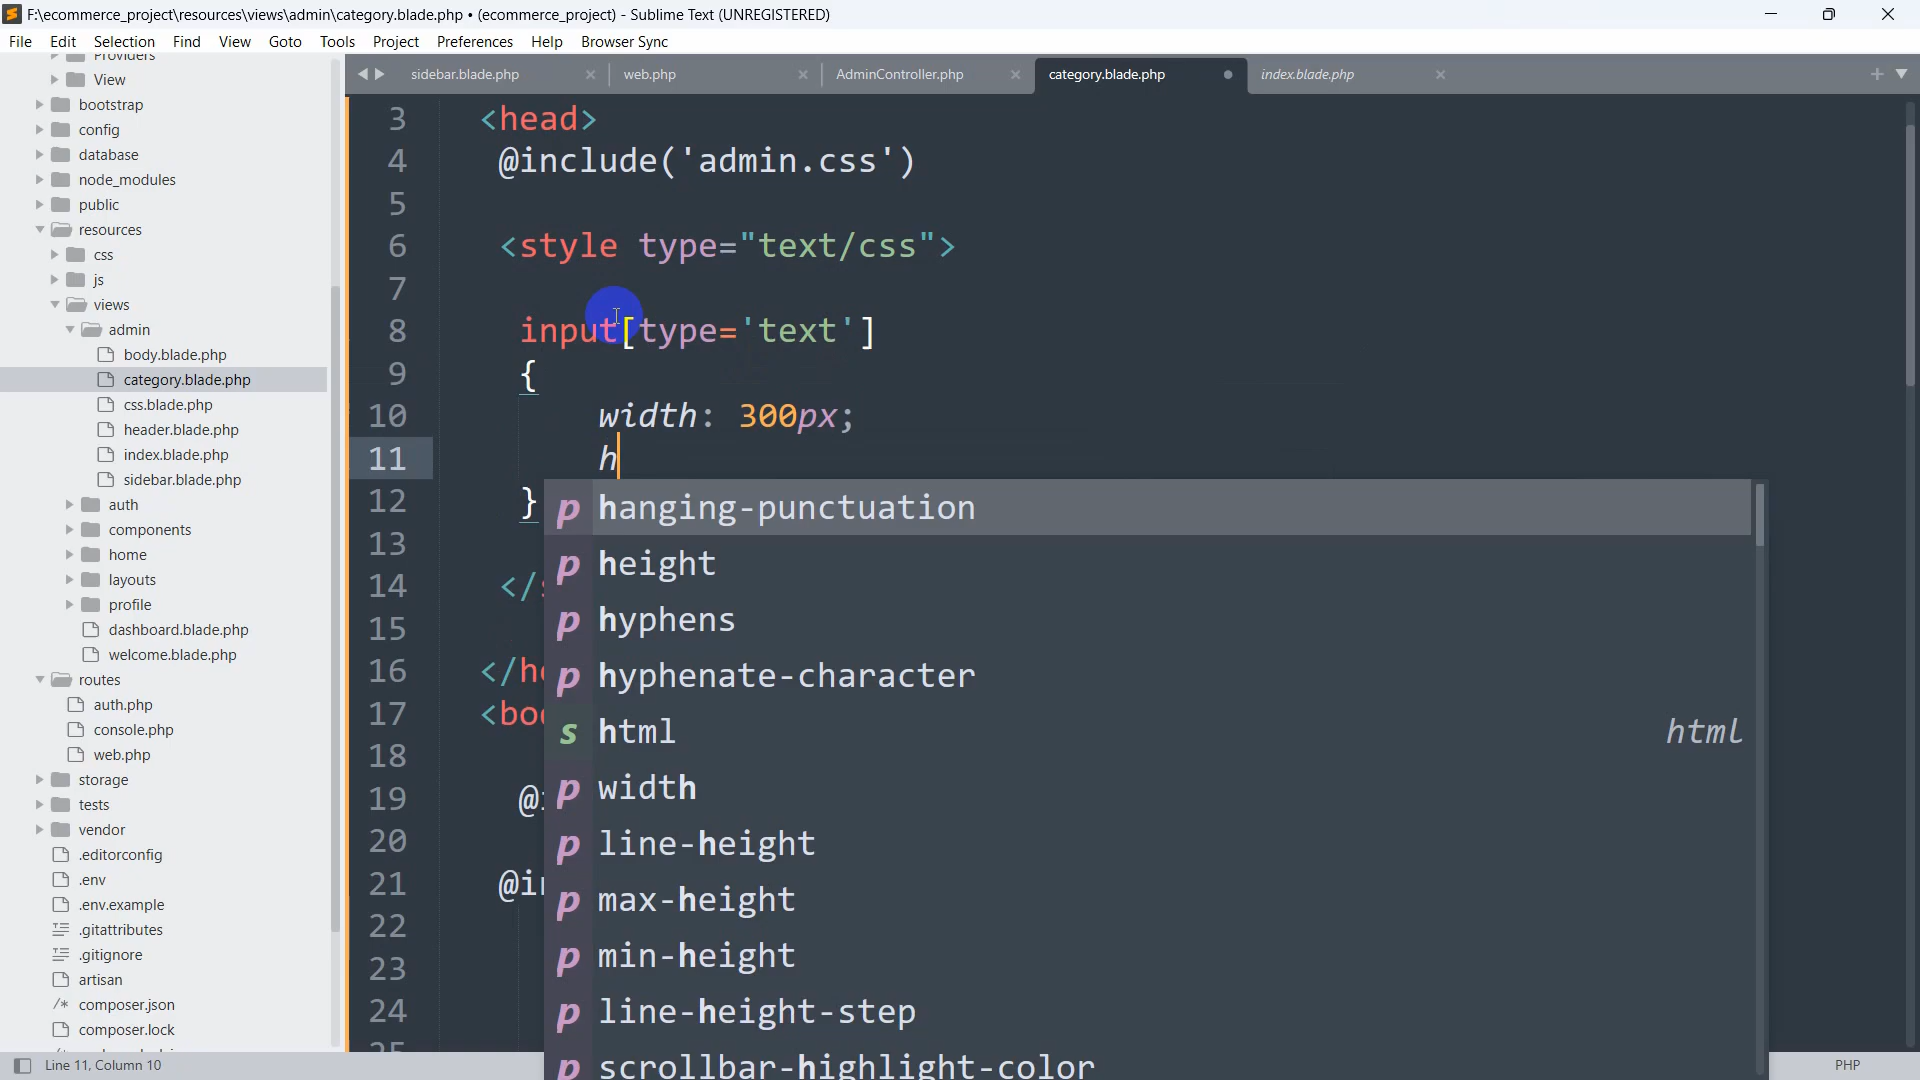 F:\ecommerce_project\resources\views\admin\category.blade.php • (ecommerce_project) - Sublime Text (UNREGISTERED)
File Edit Selection Find View Goto Tools Project Preferences Help Browser Sync
Providers
View
bootstrap
config
database
node_modules
public
resources
css
js
views
admin
body.blade.php
category.blade.php
css.blade.php
header.blade.php
index.blade.php
sidebar.blade.php
auth
components
home
layouts
profile
dashboard.blade.php
welcome.blade.php
routes
auth.php
console.php
web.php
storage
tests
vendor
.editorconfig
.env
.env.example
.gitattributes
.gitignore
artisan
/* composer.json
composer.lock
sidebar.blade.php × web.php × AdminController.php × category.blade.php • index.blade.php ×
3 <head>
4 @include('admin.css')
5
6 <style type="text/css">
7
8 input[type='text']
9 {
10 width: 300px;
11 h
12 }
13
14 </s
15
16 </he
17 <bod
18
19 @i
20
21 @in
22
23
24
25
p hanging-punctuation
p height
p hyphens
p hyphenate-character
s html html
p width
p line-height
p max-height
p min-height
p line-height-step
p scrollbar-highlight-color
Line 11, Column 10
PHP